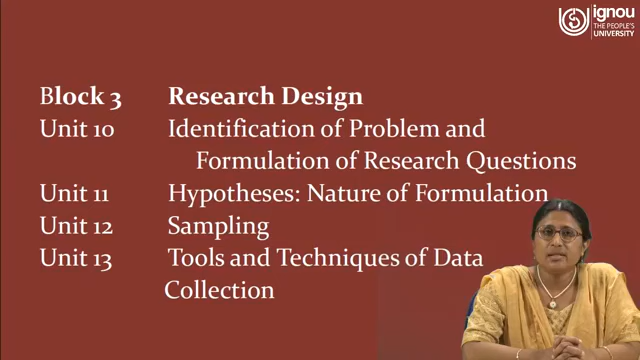 ignou
THE PEOPLE'S
UNIVERSITY
Block 3 Research Design
Unit 10 Identification of Problem and
Formulation of Research Questions
Unit 11 Hypotheses: Nature of Formulation
Unit 12 Sampling
Unit 13 Tools and Techniques of Data
Collection